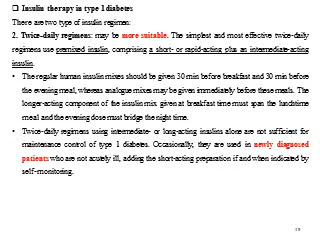 ❑ Insulin therapy in type 1 diabetes
There are two type of insulin regimen:
2. Twice-daily regimens: may be more suitable. The simplest and most effective twice-daily
regimens use premixed insulin, comprising a short- or rapid-acting plus an intermediate-acting
insulin.
• The regular human insulin mixes should be given 30 min before breakfast and 30 min before
the evening meal, whereas analogue mixes may be given immediately before these meals. The
longer-acting component of the insulin mix given at breakfast time must span the lunchtime
meal and the evening dose must bridge the night time.
• Twice-daily regimens using intermediate- or long-acting insulins alone are not sufficient for
maintenance control of type 1 diabetes. Occasionally, they are used in newly diagnosed
patients who are not acutely ill, adding the short-acting preparation if and when indicated by
self-monitoring.